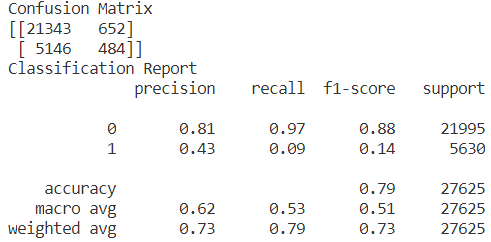 Confusion Matrix
[[21343 652]
[ 5146 484]]
Classification Report
precision recall f1-score support
0 0.81 0.97 0.88 21995
1 0.43 0.09 0.14 5630
accuracy 0.79 27625
macro avg 0.62 0.53 0.51 27625
weighted avg 0.73 0.79 0.73 27625